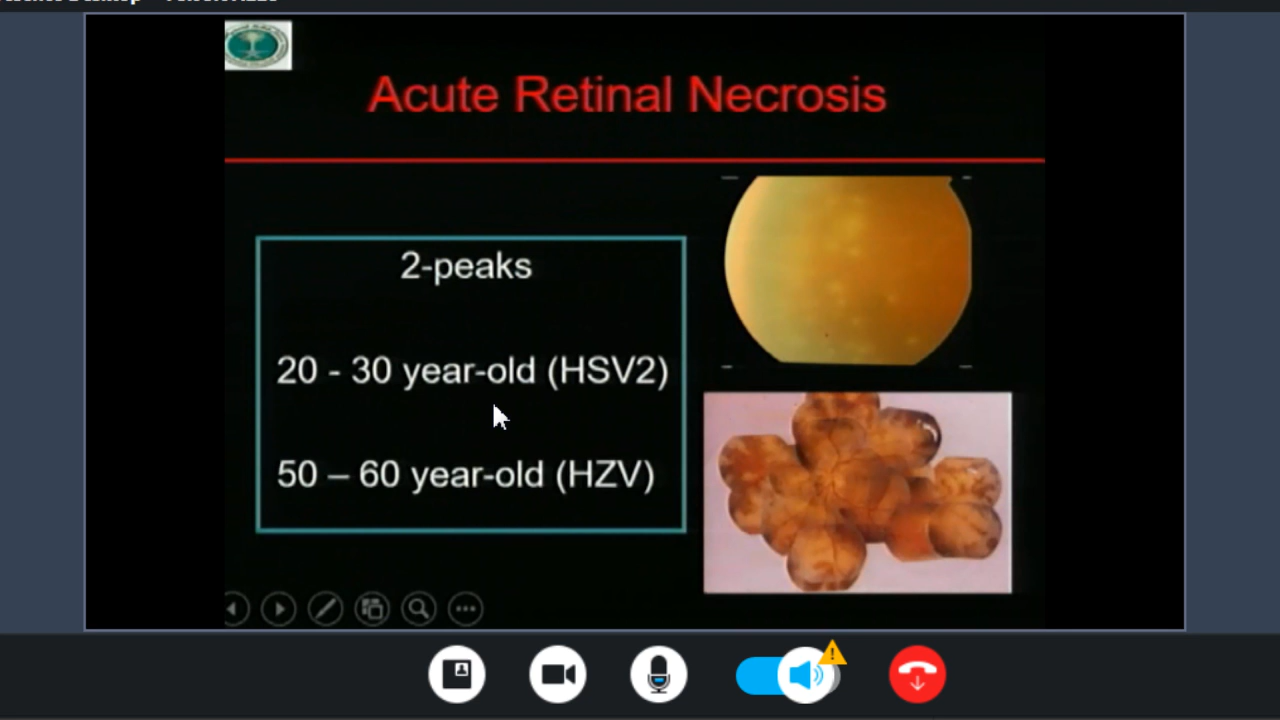 Acute Retinal Necrosis
2-peaks
20 - 30 year-old (HSV2)
50 – 60 year-old (HZV)